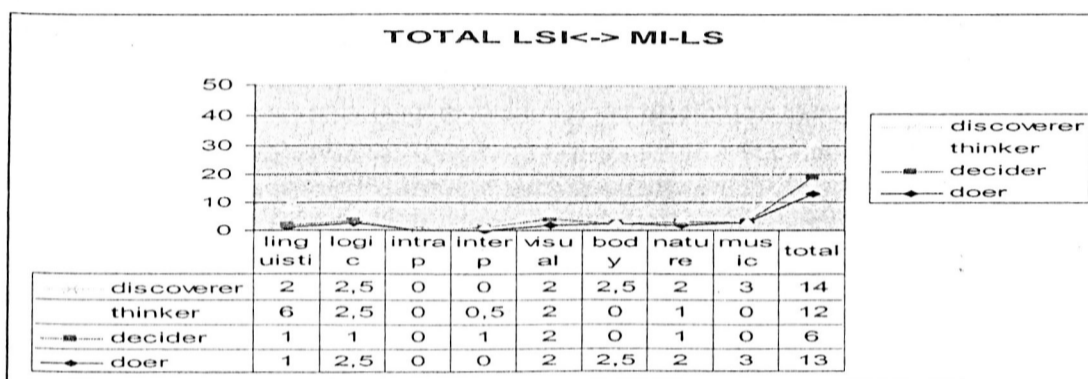 TOTAL LSI<-> MI-LS
50
40
30
20
10
0
discoverer
thinker
decider
doer
ling uisti logi c intra p inter p visu al bod y natu re mus ic total
discoverer 2 2,5 0 0 2 2,5 2 3 14
thinker 6 2,5 0 0,5 2 0 1 0 12
decider 1 1 0 1 2 0 1 0 6
doer 1 2,5 0 0 2 2,5 2 3 13